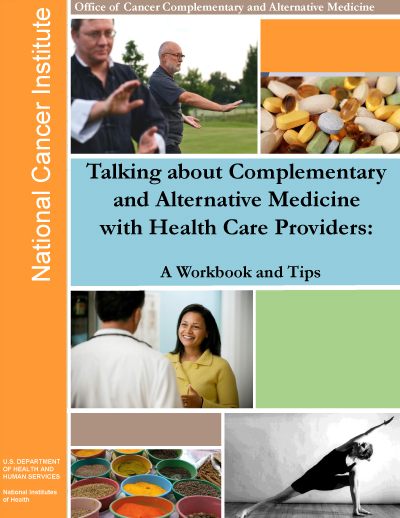 Office of Cancer Complementary and Alternative Medicine
National Cancer Institute
Talking about Complementary
and Alternative Medicine
with Health Care Providers:
A Workbook and Tips
U.S. DEPARTMENT
OF HEALTH AND
HUMAN SERVICES
National Institutes
of Health